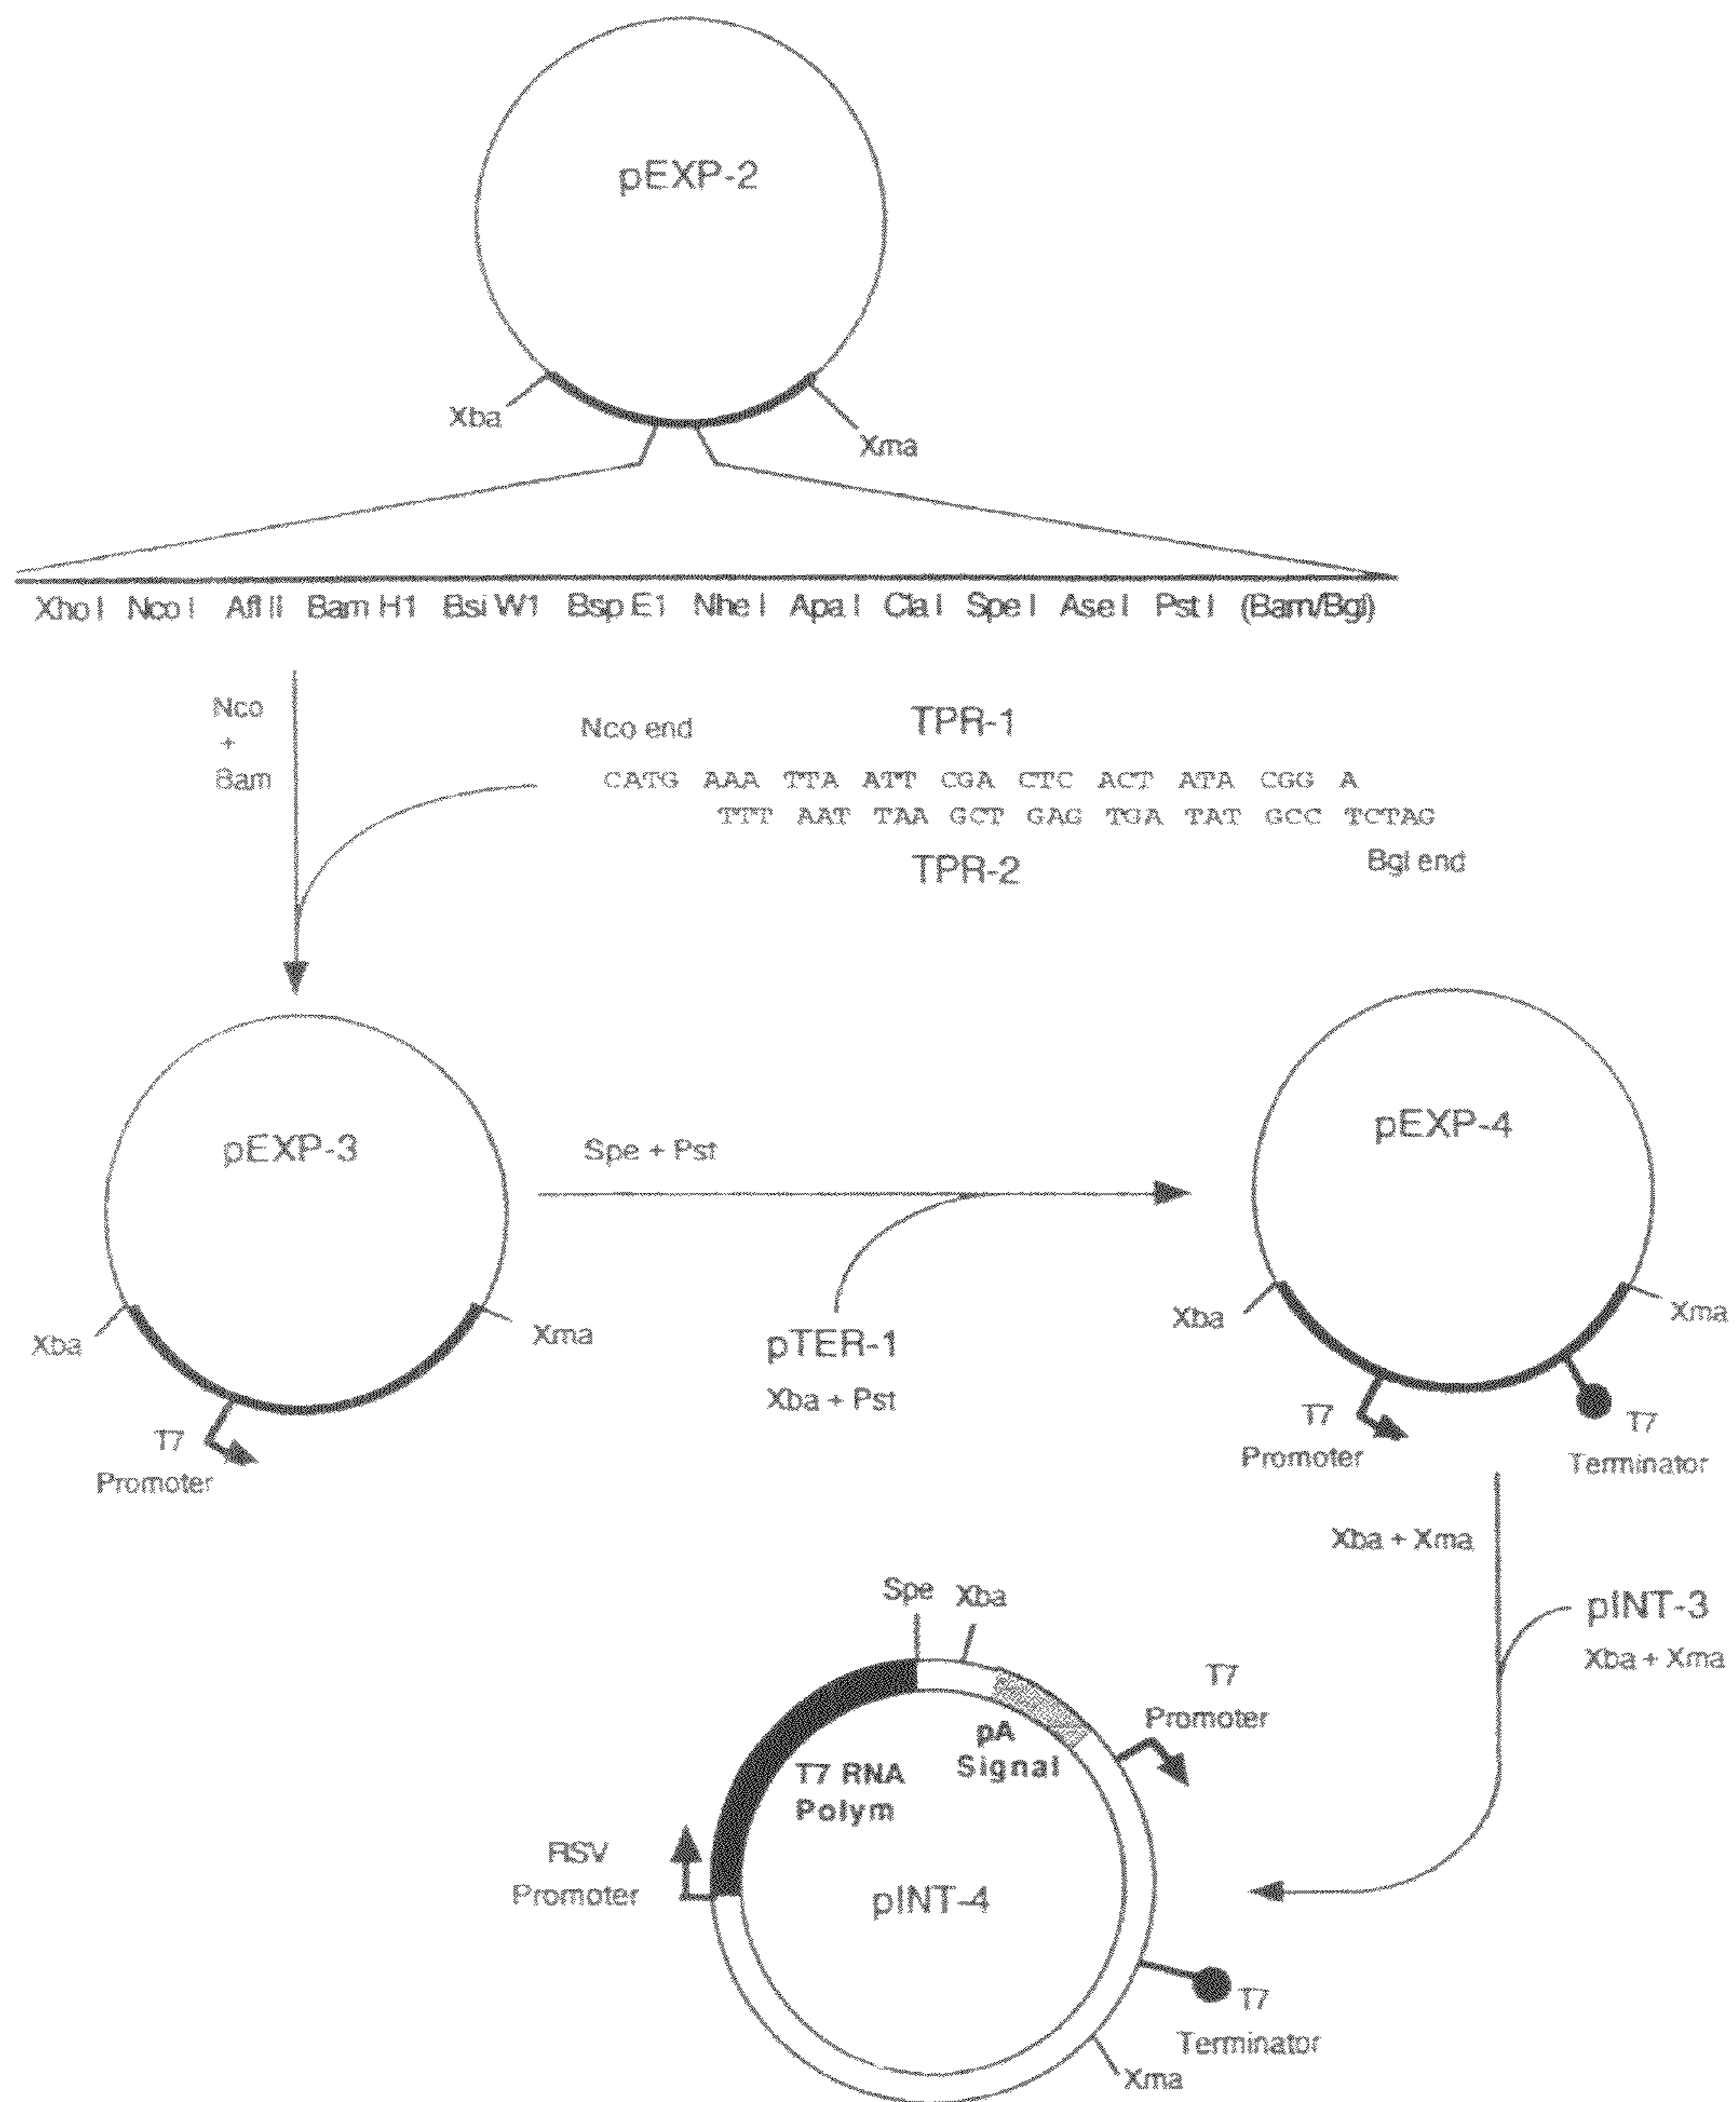 pEXP-2
Xba
Xma
Xho I Nco I Afl II Bam H1 Bsi W1 Bsp E1 Nhe I Apa I Cla I Spe I Ase I Pst I (Bam/Bgl)
Nco
+
Bam
Nco end
TPR-1
CATG AAA TTA ATT CGA CTC ACT ATA CGG A
TTT AAT TAA GCT GAG TGA TAT GCC TCTAG
TPR-2
Bgl end
pEXP-3
Xba
Xma
T7
Promoter
Spe + Pst
pTER-1
Xba + Pst
pEXP-4
Xba
Xma
T7
Promoter
T7
Terminator
Xba + Xma
pINT-3
Xba + Xma
Spe
Xba
T7
Promoter
pA
Signal
T7 RNA
Polym
RSV
Promoter
pINT-4
T7
Terminator
Xma